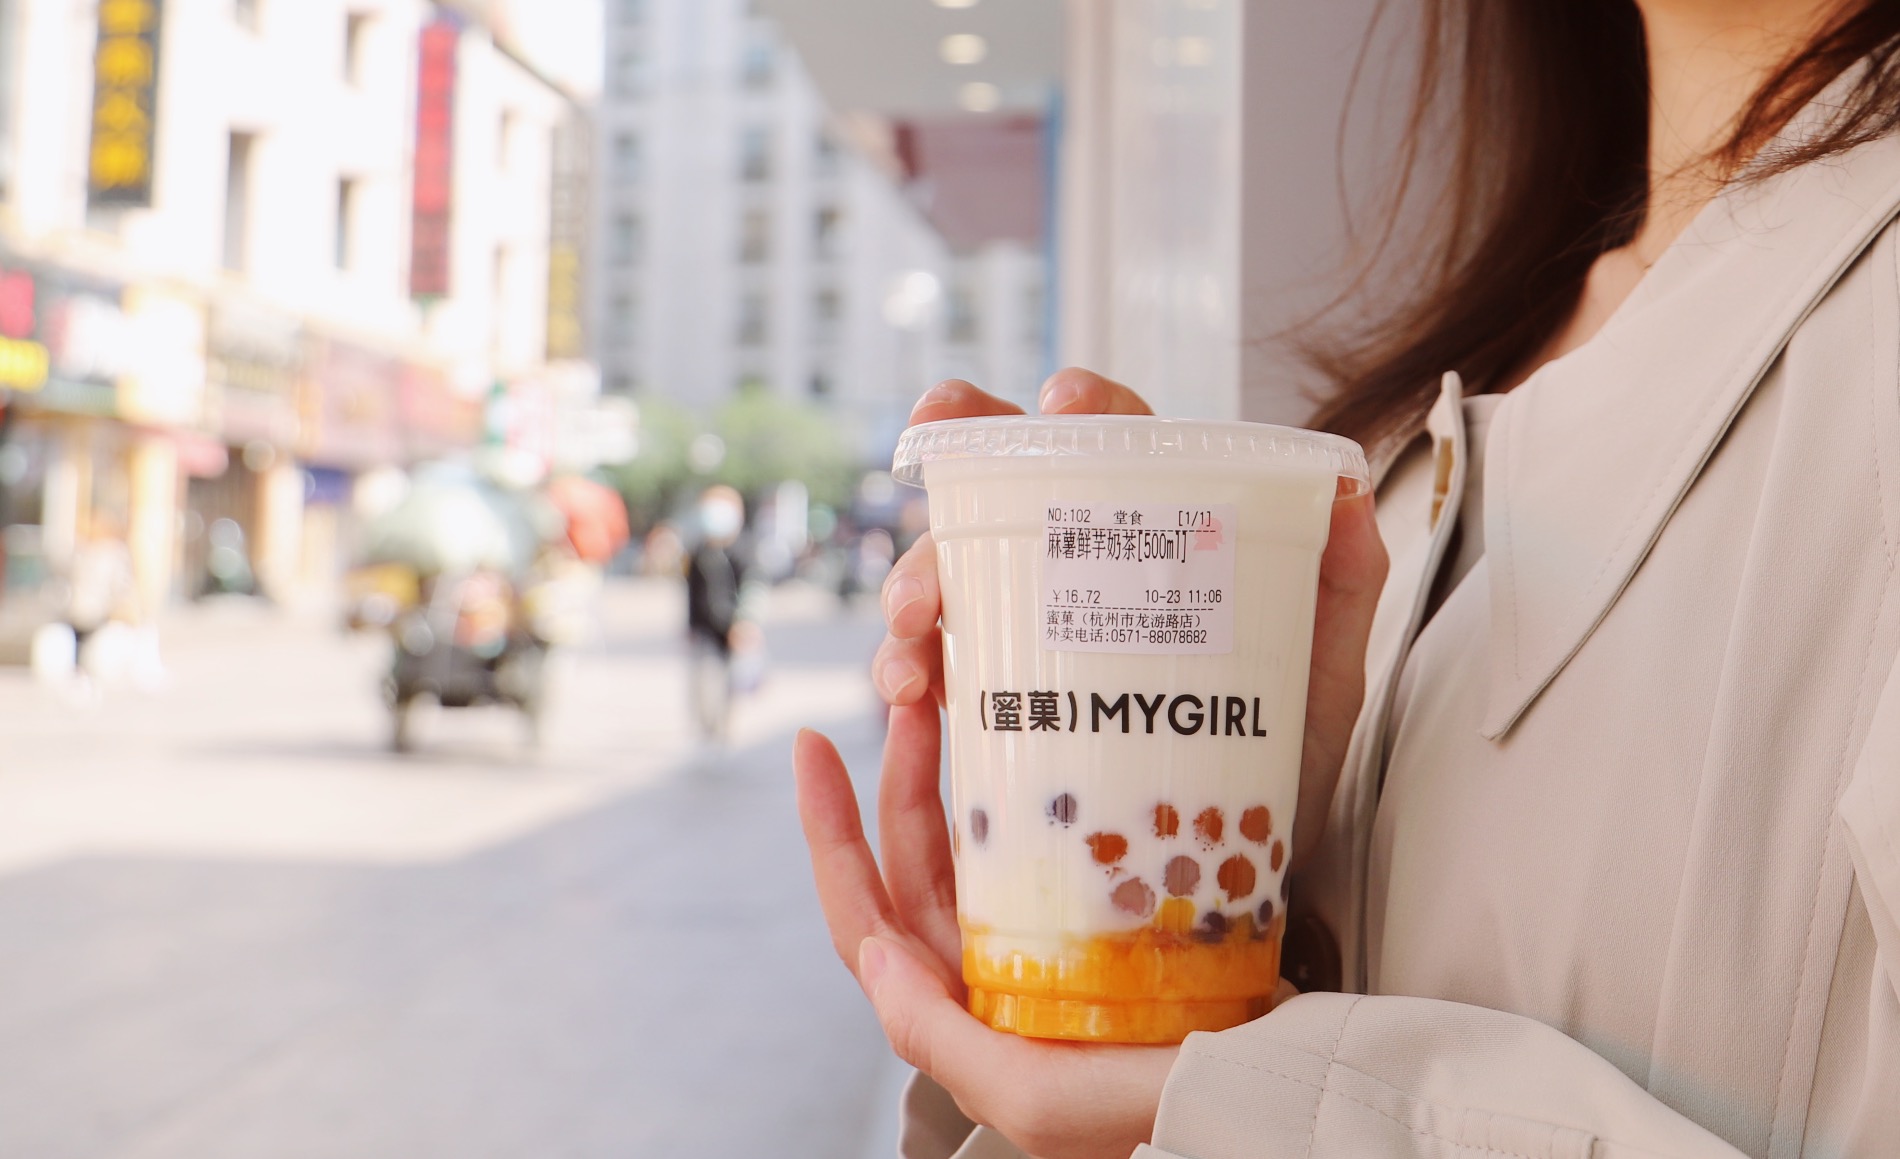 NO:102 堂食 [1/1]
麻薯鲜芋奶茶[500ml]
￥16.72 10-23 11:06
蜜菓（杭州市龙游路店）
外卖电话:0571-88078682
(蜜菓) MYGIRL